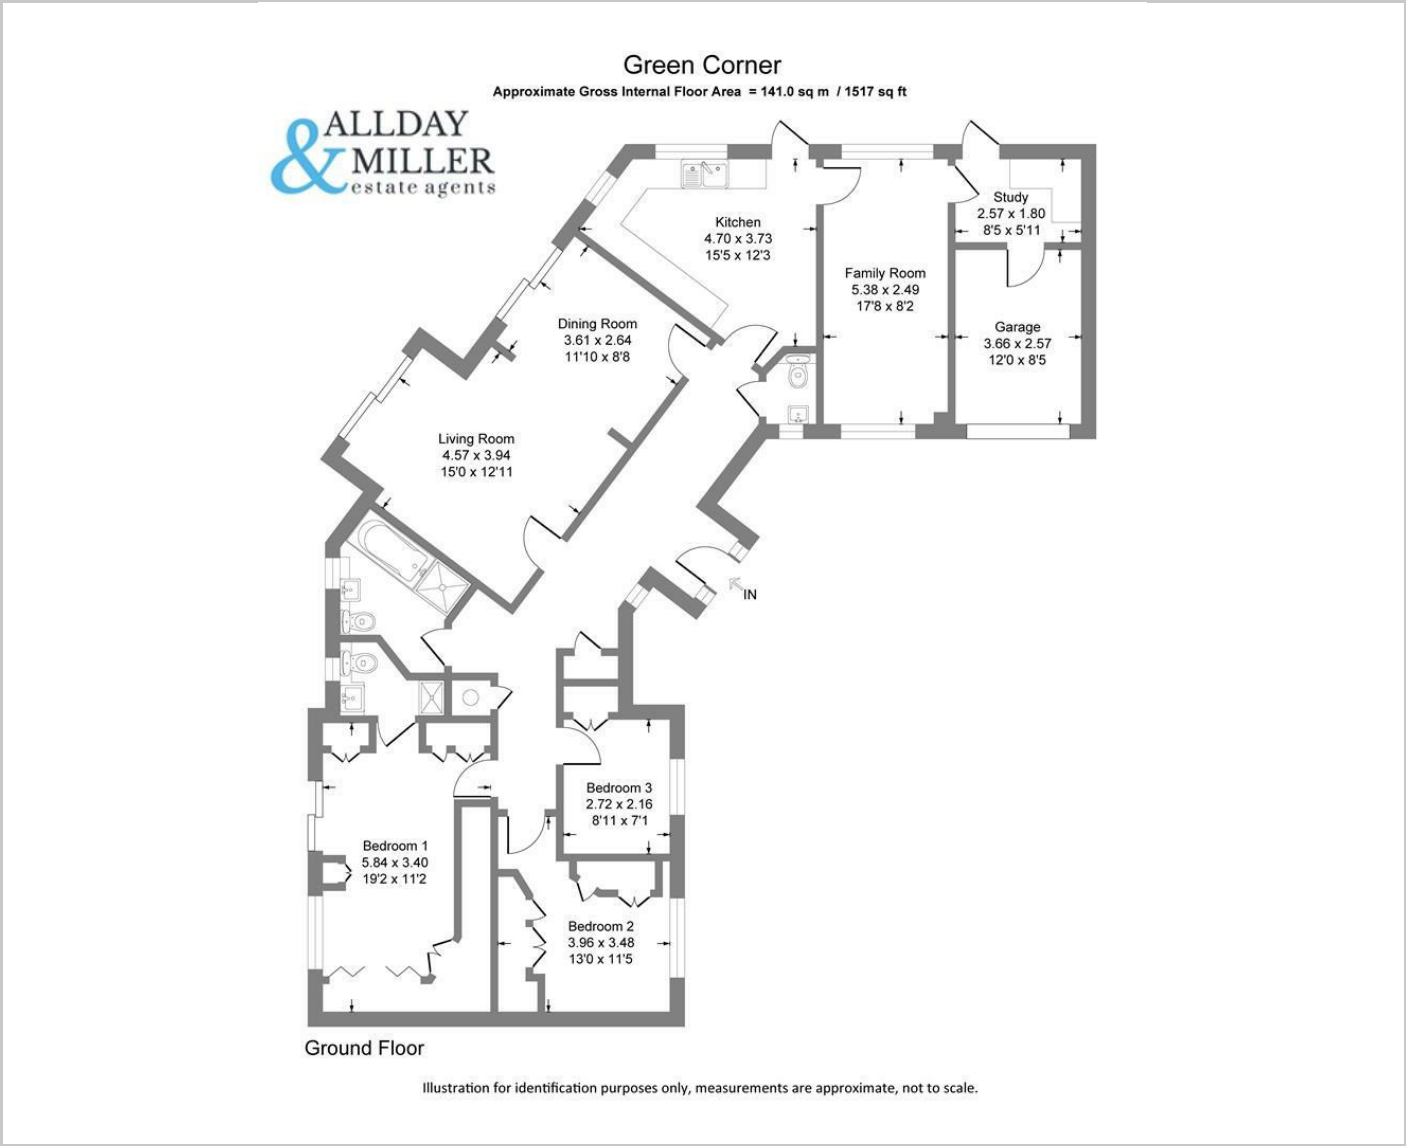 Green Corner
Approximate Gross Internal Floor Area = 141.0 sq m / 1517 sq ft
ALLDAY
& MILLER
estate agents
Kitchen
4.70 x 3.73
15'5 x 12'3
Study
2.57 x 1.80
8'5 x 5'11
Family Room
5.38 x 2.49
17'8 x 8'2
Dining Room
3.61 x 2.64
11'10 x 8'8
Garage
3.66 x 2.57
12'0 x 8'5
Living Room
4.57 x 3.94
15'0 x 12'11
IN
Bedroom 3
2.72 x 2.16
8'11 x 7'1
Bedroom 1
5.84 x 3.40
19'2 x 11'2
Bedroom 2
3.96 x 3.48
13'0 x 11'5
Ground Floor
Illustration for identification purposes only, measurements are approximate, not to scale.